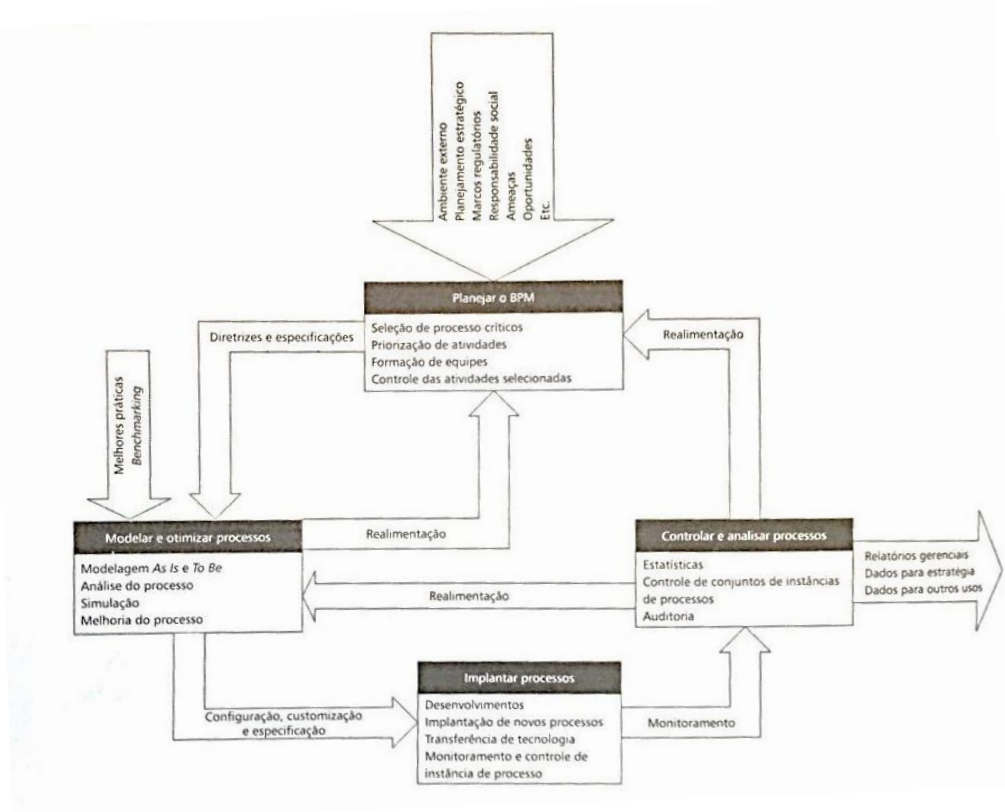 Ambiente externo
Planejamento estratégico
Marcos regulatórios
Responsabilidade social
Ameaças
Oportunidades
Etc.
Planejar o BPM
Seleção de processo críticos
Priorização de atividades
Formação de equipes
Controle das atividades selecionadas
Diretrizes e especificações
Realimentação
Melhores práticas
Benchmarking
Modelar e otimizar processos
Modelagem As Is e To Be
Análise do processo
Simulação
Melhoria do processo
Realimentação
Realimentação
Controlar e analisar processos
Estatísticas
Controle de conjuntos de instâncias
de processos
Auditoria
Relatórios gerenciais
Dados para estratégia
Dados para outros usos
Configuração, customização
e especificação
Implantar processos
Desenvolvimentos
Implantação de novos processos
Transferência de tecnologia
Monitoramento e controle de
instância de processo
Monitoramento